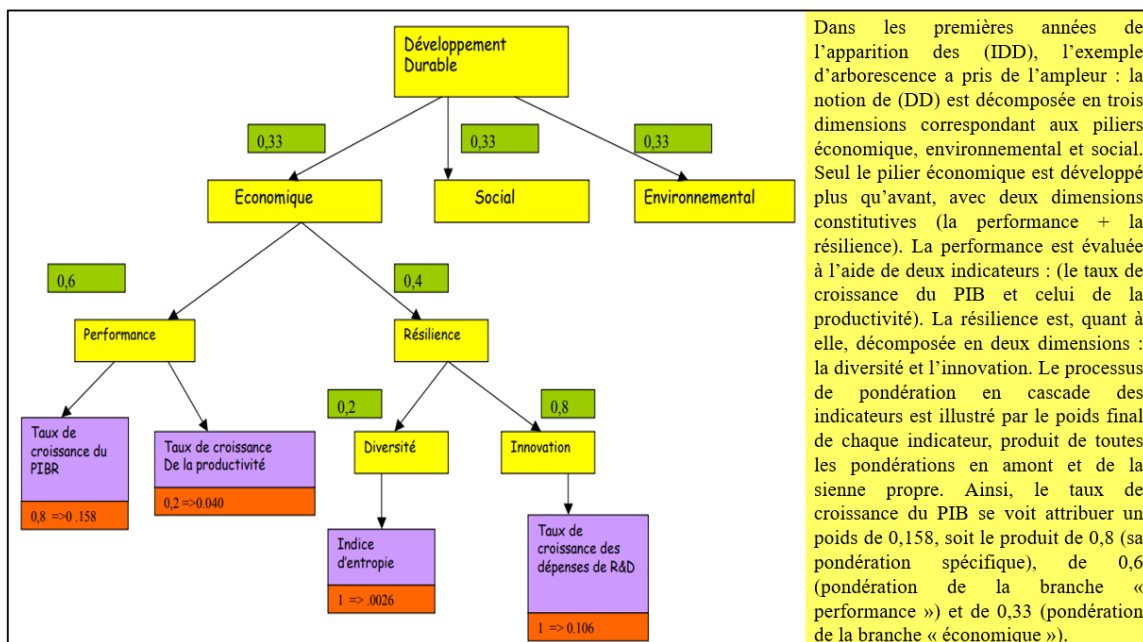 Développement
Durable
0,33
0,33
0,33
Economique
Social
Environnemental
0,6
0,4
Performance
Résilience
0,2
0,8
Taux de
croissance du
PIBR
0,8 =>0 .158
Taux de croissance
De la productivité
0,2 =>0.040
Diversité
Innovation
Indice
d'entropie
1 => .0026
Taux de
croissance des
dépenses de R&D
1 => 0.106
Dans les premières années de
l'apparition des (IDD), l'exemple
d'arborescence a pris de l'ampleur : la
notion de (DD) est décomposée en trois
dimensions correspondant aux piliers
économique, environnemental et social.
Seul le pilier économique est développé
plus qu'avant, avec deux dimensions
constitutives (la performance + la
résilience). La performance est évaluée
à l'aide de deux indicateurs : (le taux de
croissance du PIB et celui de la
productivité). La résilience est, quant à
elle, décomposée en deux dimensions :
la diversité et l'innovation. Le processus
de pondération en cascade des
indicateurs est illustré par le poids final
de chaque indicateur, produit de toutes
les pondérations en amont et de la
sienne propre. Ainsi, le taux de
croissance du PIB se voit attribuer un
poids de 0,158, soit le produit de 0,8 (sa
pondération spécifique), de 0,6
(pondération de la branche «
performance ») et de 0,33 (pondération
de la branche « économique »).